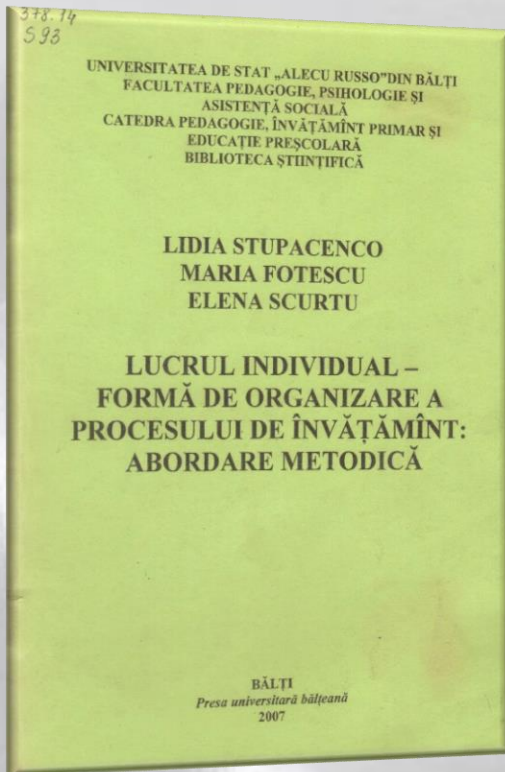 378.14
S93
UNIVERSITATEA DE STAT „ALECU RUSSO”DIN BĂLȚI
FACULTATEA PEDAGOGIE, PSIHOLOGIE ȘI
ASISTENȚĂ SOCIALĂ
CATEDRA PEDAGOGIE, ÎNVĂȚĂMÎNT PRIMAR ȘI
EDUCAȚIE PREȘCOLARĂ
BIBLIOTECA ȘTIINȚIFICĂ
LIDIA STUPACENCO
MARIA FOTESCU
ELENA SCURTU
LUCRUL INDIVIDUAL –
FORMĂ DE ORGANIZARE A
PROCESULUI DE ÎNVĂȚĂMÎNT:
ABORDARE METODICĂ
BĂLȚI
Presa universitară bălțeană
2007